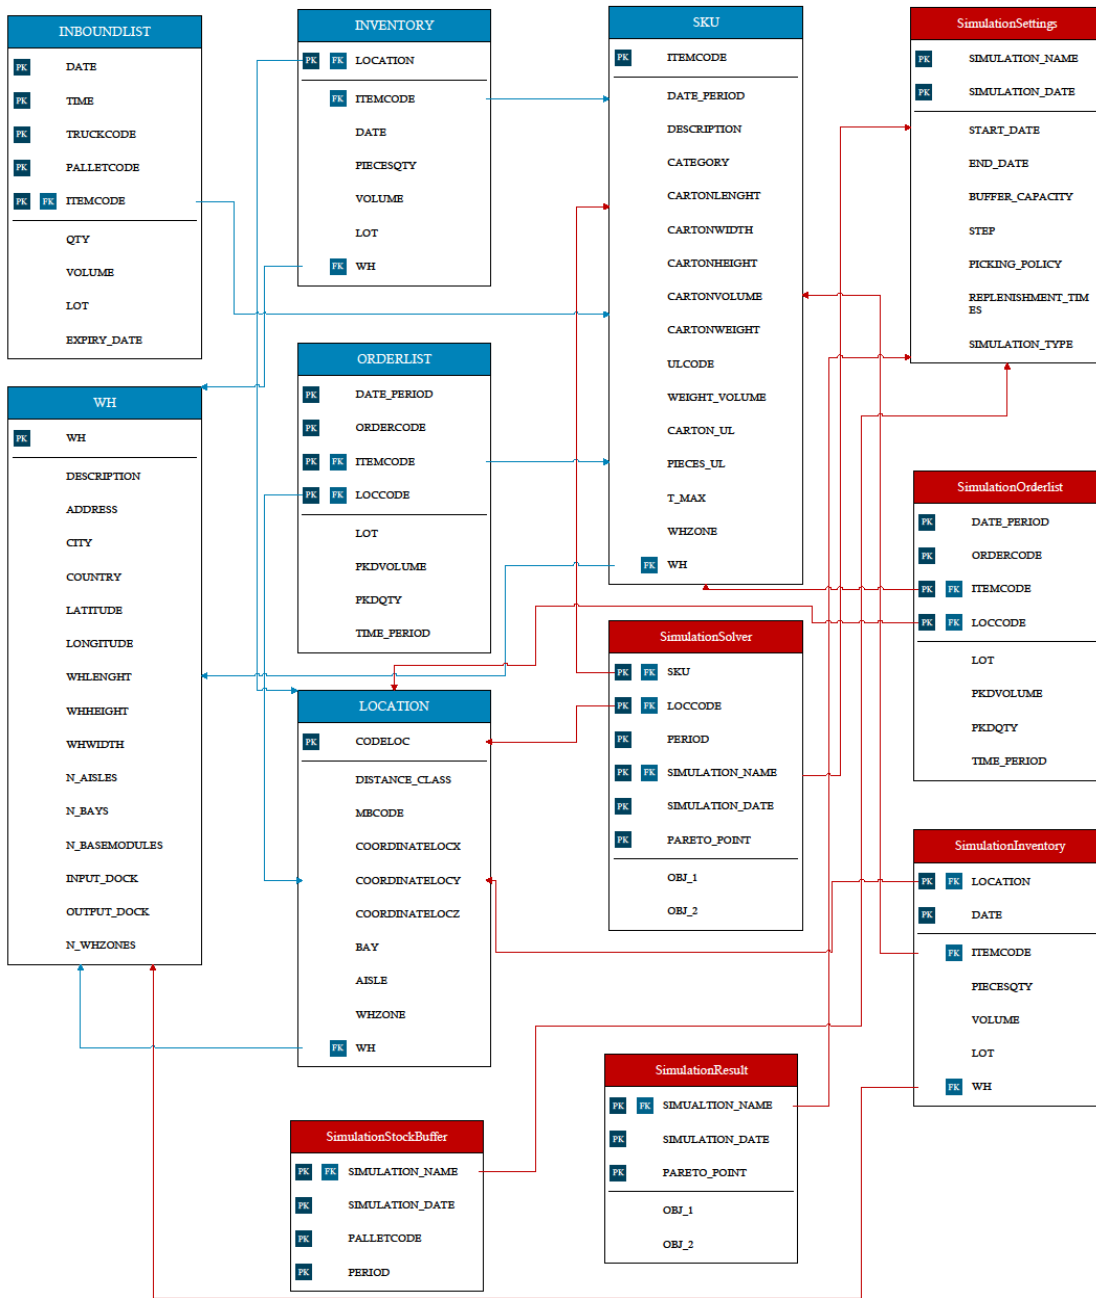 INBOUNDLIST
PK DATE
PK TIME
PK TRUCKCODE
PK PALLETCODE
PK FK ITEMCODE
QTY
VOLUME
LOT
EXPIRY_DATE
WH
PK WH
DESCRIPTION
ADDRESS
CITY
COUNTRY
LATITUDE
LONGITUDE
WHLENGHT
WHHEIGHT
WHWIDTH
N_AISLES
N_BAYS
N_BASEMODULES
INPUT_DOCK
OUTPUT_DOCK
N_WHZONES
INVENTORY
PK FK LOCATION
FK ITEMCODE
DATE
PIECESQTY
VOLUME
LOT
FK WH
ORDERLIST
PK DATE_PERIOD
PK ORDERCODE
PK FK ITEMCODE
PK FK LOCCODE
LOT
PKDVOLUME
PKDQTY
TIME_PERIOD
LOCATION
PK CODELOC
DISTANCE_CLASS
MBCODE
COORDINATELOCX
COORDINATELOCY
COORDINATELOCZ
BAY
AISLE
WHZONE
FK WH
SimulationStockBuffer
PK FK SIMULATION_NAME
PK SIMULATION_DATE
PK PALLETCODE
PK PERIOD
SKU
PK ITEMCODE
DATE_PERIOD
DESCRIPTION
CATEGORY
CARTONLENGHT
CARTONWIDTH
CARTONHEIGHT
CARTONVOLUME
CARTONWEIGHT
ULCODE
WEIGHT_VOLUME
CARTON_UL
PIECES_UL
T_MAX
WHZONE
FK WH
SimulationSolver
PK FK SKU
PK FK LOCCODE
PK PERIOD
PK FK SIMULATION_NAME
PK SIMULATION_DATE
PK PARETO_POINT
OBJ_1
OBJ_2
SimulationResult
PK FK SIMUALTION_NAME
PK SIMULATION_DATE
PK PARETO_POINT
OBJ_1
OBJ_2
SimulationSettings
PK SIMULATION_NAME
PK SIMULATION_DATE
START_DATE
END_DATE
BUFFER_CAPACITY
STEP
PICKING_POLICY
REPLENISHMENT_TIM
ES
SIMULATION_TYPE
SimulationOrderlist
PK DATE_PERIOD
PK ORDERCODE
PK FK ITEMCODE
PK FK LOCCODE
LOT
PKDVOLUME
PKDQTY
TIME_PERIOD
SimulationInventory
PK FK LOCATION
PK DATE
FK ITEMCODE
PIECESQTY
VOLUME
LOT
FK WH